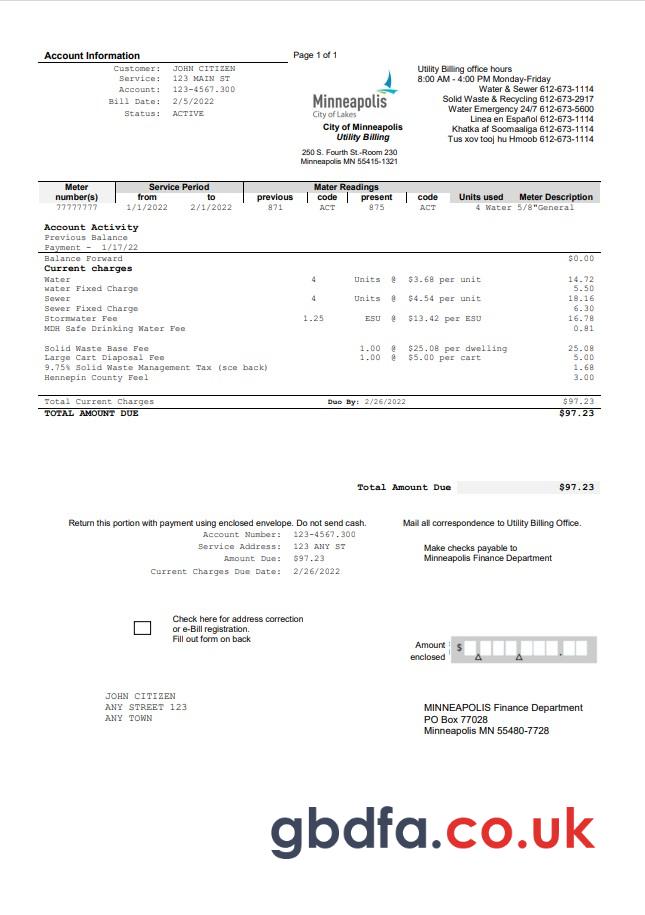 Account Information
Page 1 of 1
Customer: JOHN CITIZEN
Service: 123 MAIN ST
Account: 123-4567.300
Bill Date: 2/5/2022
Status: ACTIVE
Minneapolis
City of Lakes
City of Minneapolis
Utility Billing
250 S. Fourth St.-Room 230
Minneapolis MN 55415-1321
Utility Billing office hours
8:00 AM - 4:00 PM Monday-Friday
Water & Sewer 612-673-1114
Solid Waste & Recycling 612-673-2917
Water Emergency 24/7 612-673-5600
Linea en Español 612-673-1114
Khatka af Soomaaliga 612-673-1114
Tus xov tooj hu Hmoob 612-673-1114
Meter Service Period Mater Readings
number(s) from to previous code present code Units used Meter Description
77777777 1/1/2022 2/1/2022 871 ACT 875 ACT 4 Water 5/8"General
Account Activity
Previous Balance
Payment - 1/17/22
Balance Forward $0.00
Current charges
Water 4 Units @ $3.68 per unit 14.72
water Fixed Charge 5.50
Sewer 4 Units @ $4.54 per unit 18.16
Sewer Fixed Charge 6.30
Stormwater Fee 1.25 ESU @ $13.42 per ESU 16.78
MDH Safe Drinking Water Fee 0.81
Solid Waste Base Fee 1.00 @ $25.08 per dwelling 25.08
Large Cart Disposal Fee 1.00 @ $5.00 per cart 5.00
9.75% Solid Waste Management Tax (sce back) 1.68
Hennepin County Feel 3.00
Total Current Charges Duo By: 2/26/2022 $97.23
TOTAL AMOUNT DUE $97.23
Total Amount Due $97.23
Return this portion with payment using enclosed envelope. Do not send cash.
Mail all correspondence to Utility Billing Office.
Account Number: 123-4567.300
Service Address: 123 ANY ST
Amount Due: $97.23
Current Charges Due Date: 2/26/2022
Make checks payable to
Minneapolis Finance Department
Check here for address correction
or e-Bill registration.
Fill out form on back
Amount
enclosed
$ .
JOHN CITIZEN
ANY STREET 123
ANY TOWN
MINNEAPOLIS Finance Department
PO Box 77028
Minneapolis MN 55480-7728
gbdfa.co.uk